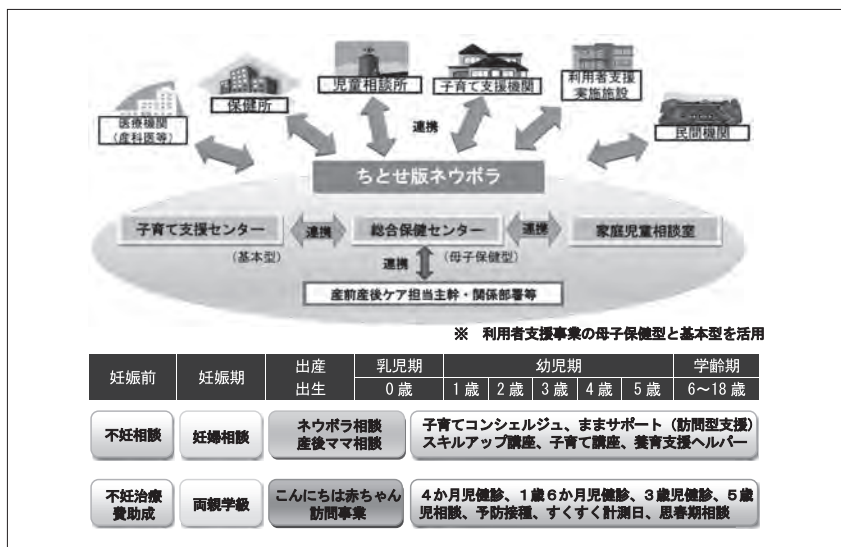 医療機関
(産科医等)
保健所
児童相談所
子育て支援機関
利用者支援
実施施設
民間機関
連携
ちとせ版ネウボラ
子育て支援センター
連携
総合保健センター
連携
家庭児童相談室
(基本型)
連携
(母子保健型)
産前産後ケア担当主幹・関係部署等
※ 利用者支援事業の母子保健型と基本型を活用
妊娠前
妊娠期
出産
出生
乳児期
0歳
幼児期
1歳 2歳 3歳 4歳 5歳
学齢期
6〜18歳
不妊相談
妊婦相談
ネウボラ相談
産後ママ相談
子育てコンシェルジュ、ままサポート（訪問型支援）
スキルアップ講座、子育て講座、養育支援ヘルパー
不妊治療
費助成
両親学級
こんにちは赤ちゃん
訪問事業
４か月児健診、１歳６か月児健診、３歳児健診、５歳
児相談、予防接種、すくすく計測日、思春期相談